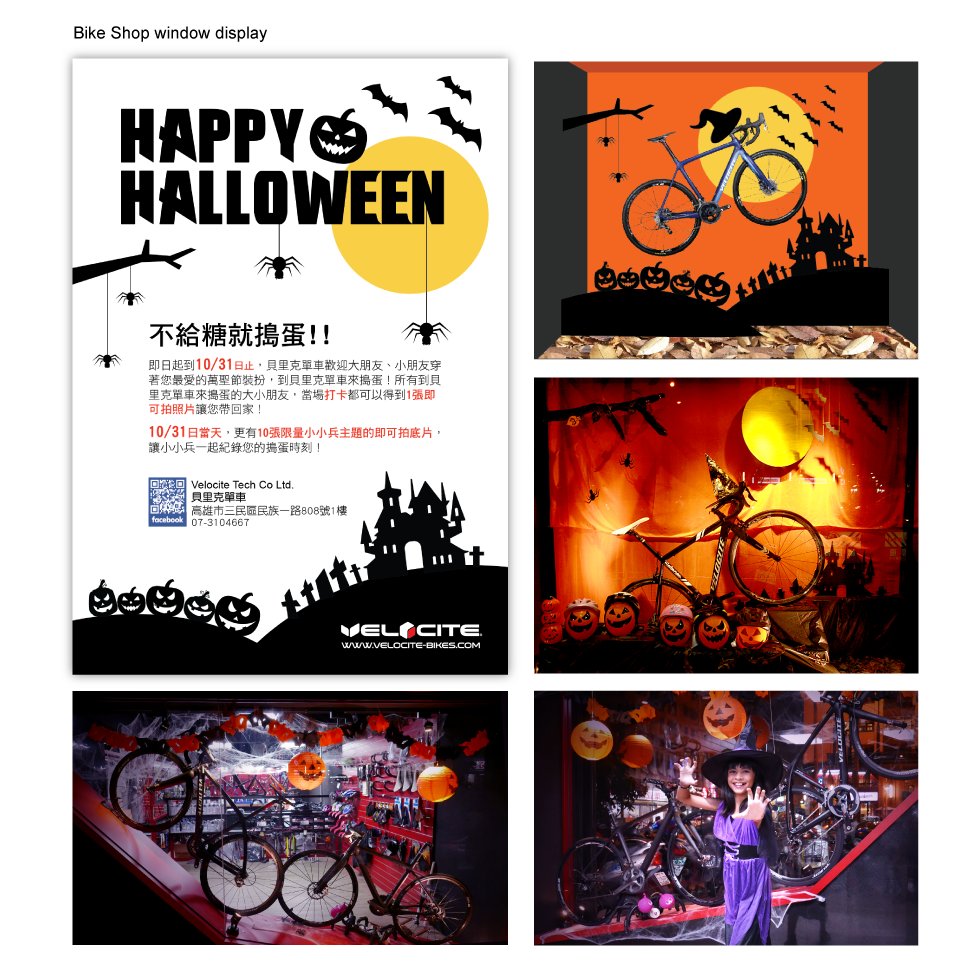 Bike Shop window display
HAPPY
HALLOWEEN
不給糖就搗蛋!!
即日起到10/31日止，貝里克單車歡迎大朋友、小朋友穿
著您最愛的萬聖節裝扮，到貝里克單車來搗蛋！所有到貝
里克單車來搗蛋的大小朋友，當場打卡都可以得到1張即
可拍照片讓您帶回家！
10/31日當天，更有10張限量小小兵主題的即可拍底片，
讓小小兵一起紀錄您的搗蛋時刻！
facebook
Velocite Tech Co Ltd.
貝里克單車
高雄市三民區民族一路808號1樓
07-3104667
VELOCITE
WWW.VELOCITE-BIKES.COM
VELOCITE